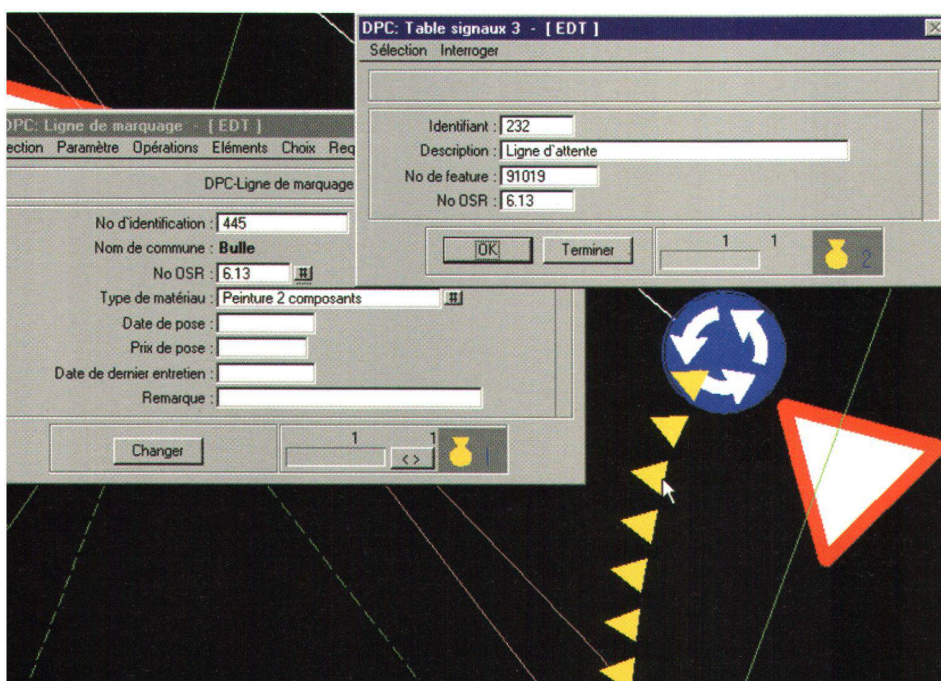 DPC: Table signaux 3 - [ EDT ]
Sélection Interroger
Identifiant : 232
Description : Ligne d'attente
No de feature : 91019
No OSR : 6.13
OK Terminer
1 1
2
DPC: Ligne de marquage - [ EDT ]
ection Paramètre Opérations Eléments Choix Req
DPC-Ligne de marquage
No d'identification : 445
Nom de commune : Bulle
No OSR : 6.13 #
Type de matériau : Peinture 2 composants #
Date de pose :
Prix de pose :
Date de dernier entretien :
Remarque :
Changer
1 1
< > 1